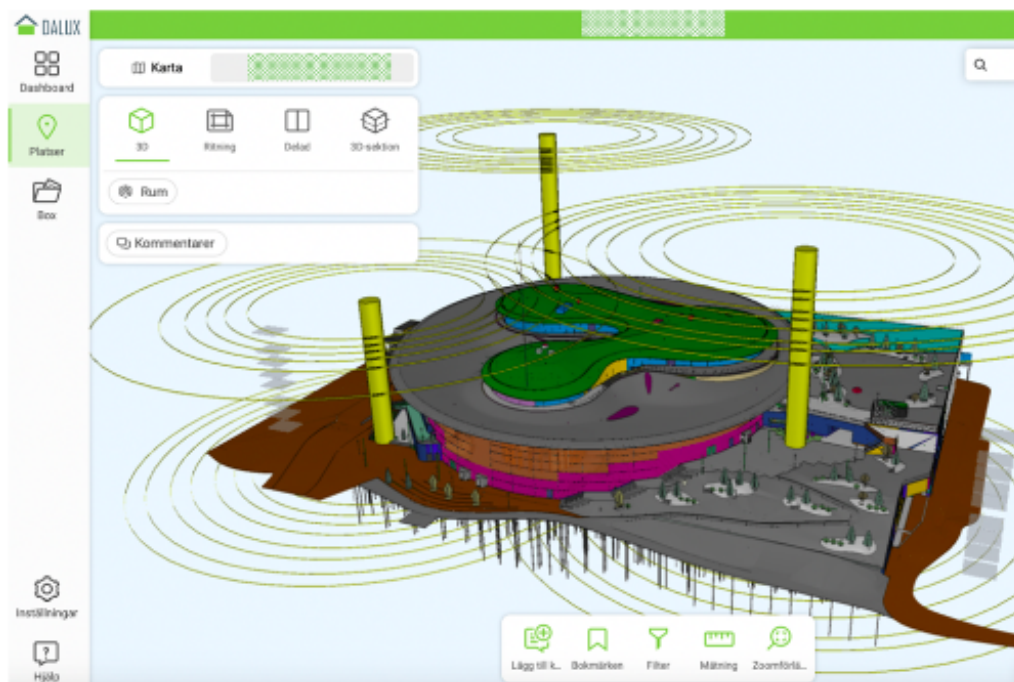 DALUX
Dashboard
Platser
Box
Inställningar
Hjälp
Karta
3D
Ritning
Delad
3D-sektion
Rum
Kommentarer
Lägg till k...
Bokmärken
Filter
Mätning
Zoomförlä...